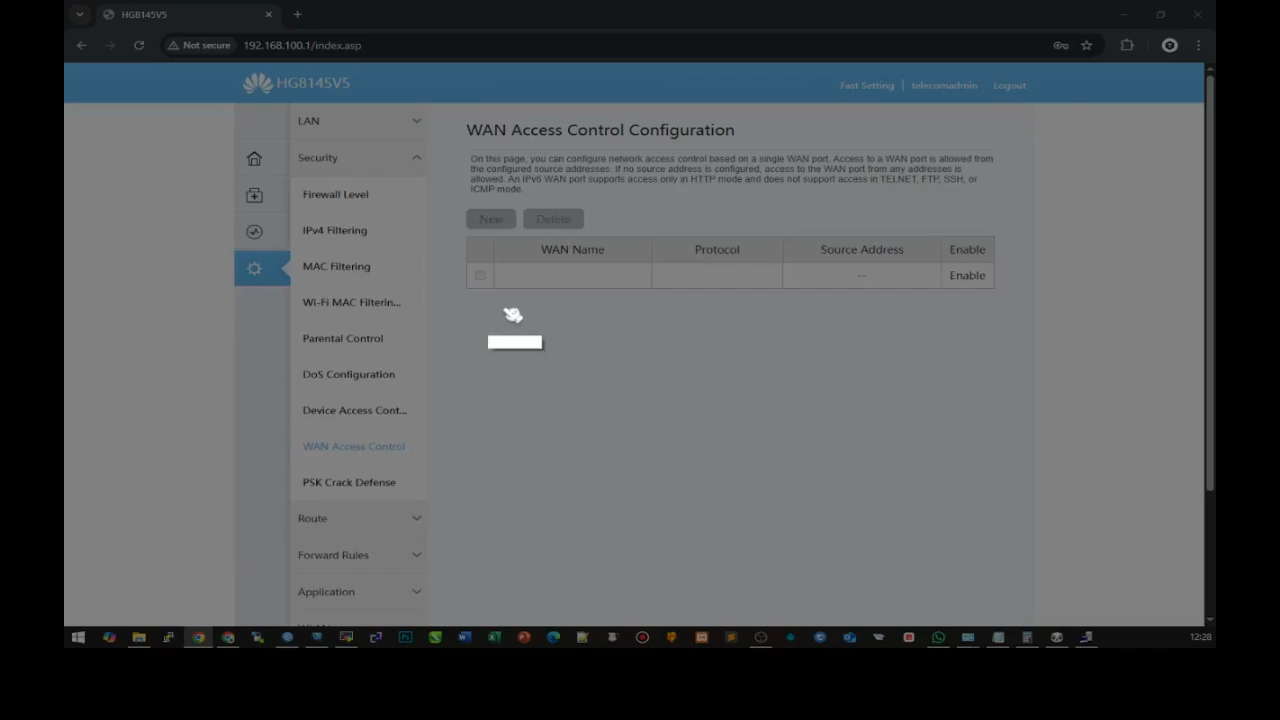 HG8145V5
Not secure
192.168.100.1/index.asp
HG8145V5
Fast Setting
telecomadmin
Logout
LAN
Security
Firewall Level
IPv4 Filtering
MAC Filtering
Wi-Fi MAC Filterin...
Parental Control
DoS Configuration
Device Access Cont...
WAN Access Control
PSK Crack Defense
Route
Forward Rules
Application
WAN Access Control Configuration
On this page, you can configure network access control based on a single WAN port. Access to a WAN port is allowed from
the configured source addresses. If no source address is configured, access to the WAN port from any addresses is
allowed. An IPv6 WAN port supports access only in HTTP mode and does not support access in TELNET, FTP, SSH, or
ICMP mode.
New Delete
WAN Name Protocol Source Address Enable
-- Enable
12:28